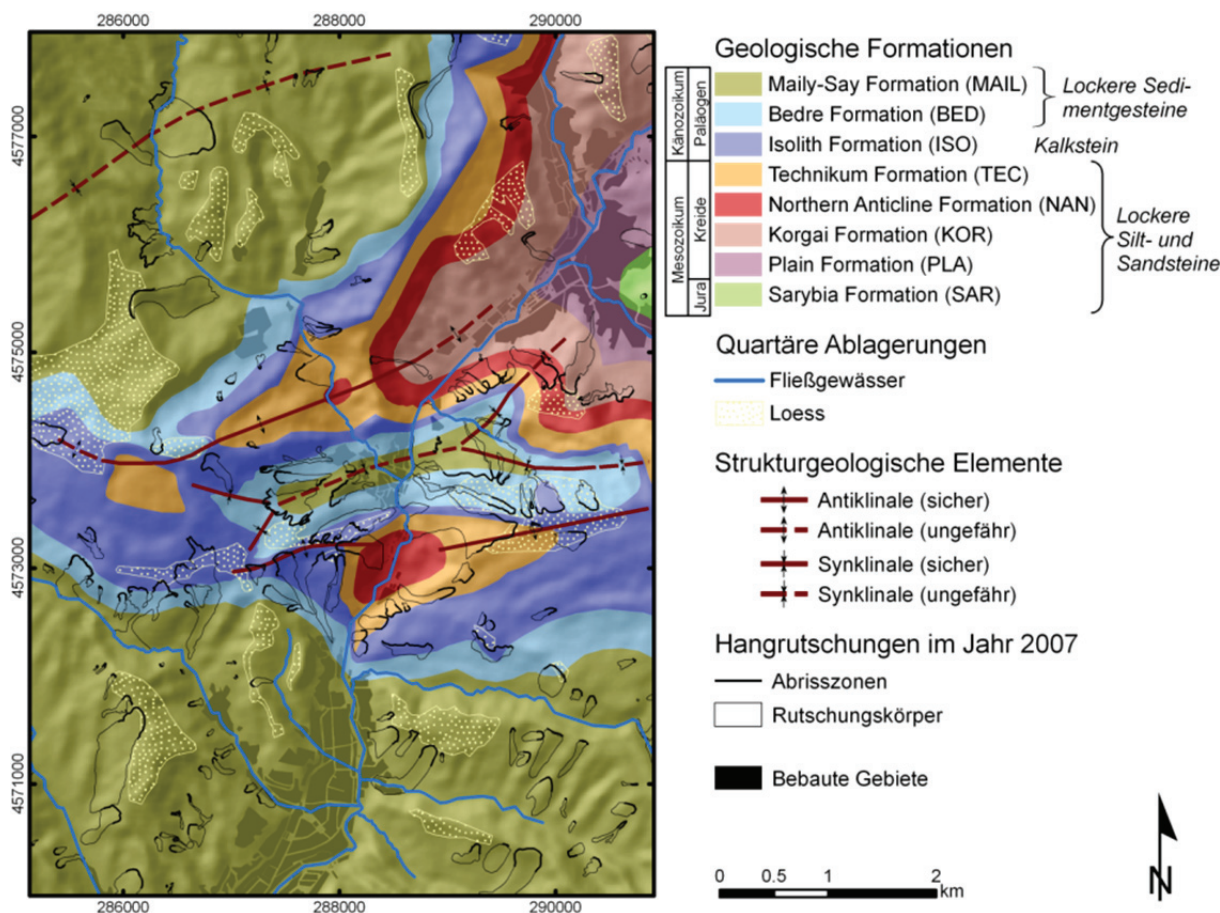 286000 288000 290000
4577000
4575000
4573000
4571000
286000 288000 290000
Geologische Formationen
Känozoikum
Paläogen
Mesozoikum
Kreide
Jura
Maily-Say Formation (MAIL)
Bedre Formation (BED)
Isolith Formation (ISO)
Technikum Formation (TEC)
Northern Anticline Formation (NAN)
Korgai Formation (KOR)
Plain Formation (PLA)
Sarybia Formation (SAR)
Lockere Sedi-
mentgesteine
Kalkstein
Lockere
Silt- und
Sandsteine
Quartäre Ablagerungen
Fließgewässer
Loess
Strukturgeologische Elemente
Antiklinale (sicher)
Antiklinale (ungefähr)
Synklinale (sicher)
Synklinale (ungefähr)
Hangrutschungen im Jahr 2007
Abrisszonen
Rutschungskörper
Bebaute Gebiete
0 0.5 1 2
km
N